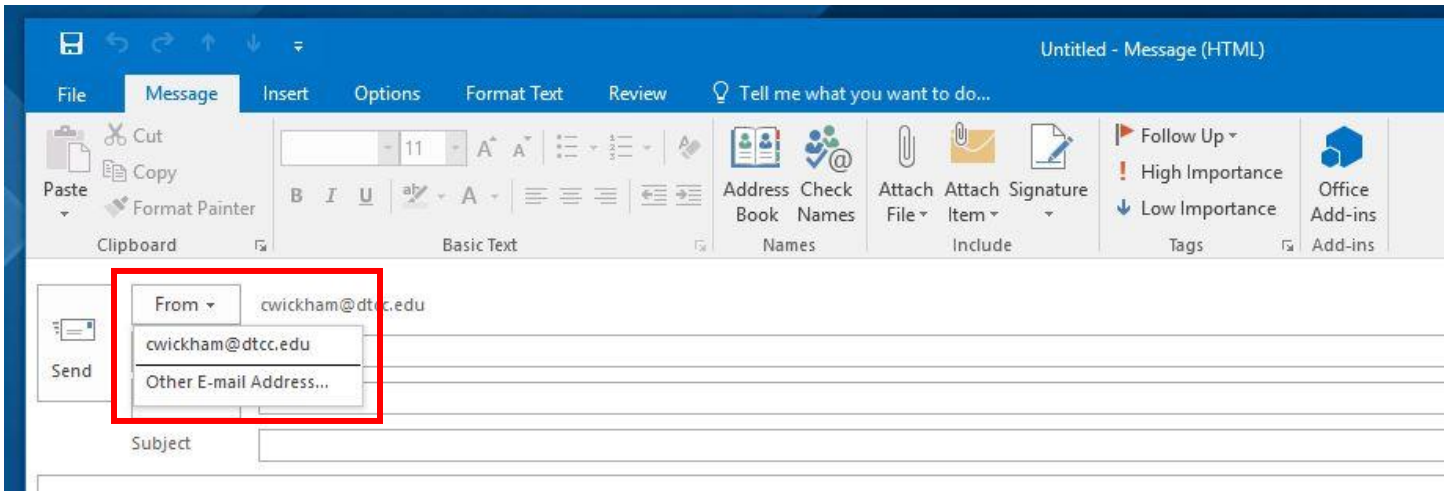 Untitled - Message (HTML)
File Message Insert Options Format Text Review Tell me what you want to do...
Cut
Copy
Format Painter
Paste
Clipboard
11
B I U
Basic Text
Address Book
Check Names
Names
Attach File
Attach Item
Signature
Include
Follow Up
High Importance
Low Importance
Tags
Office Add-ins
Add-ins
Send
From
cwickham@dtcc.edu
cwickham@dtcc.edu
Other E-mail Address...
Subject